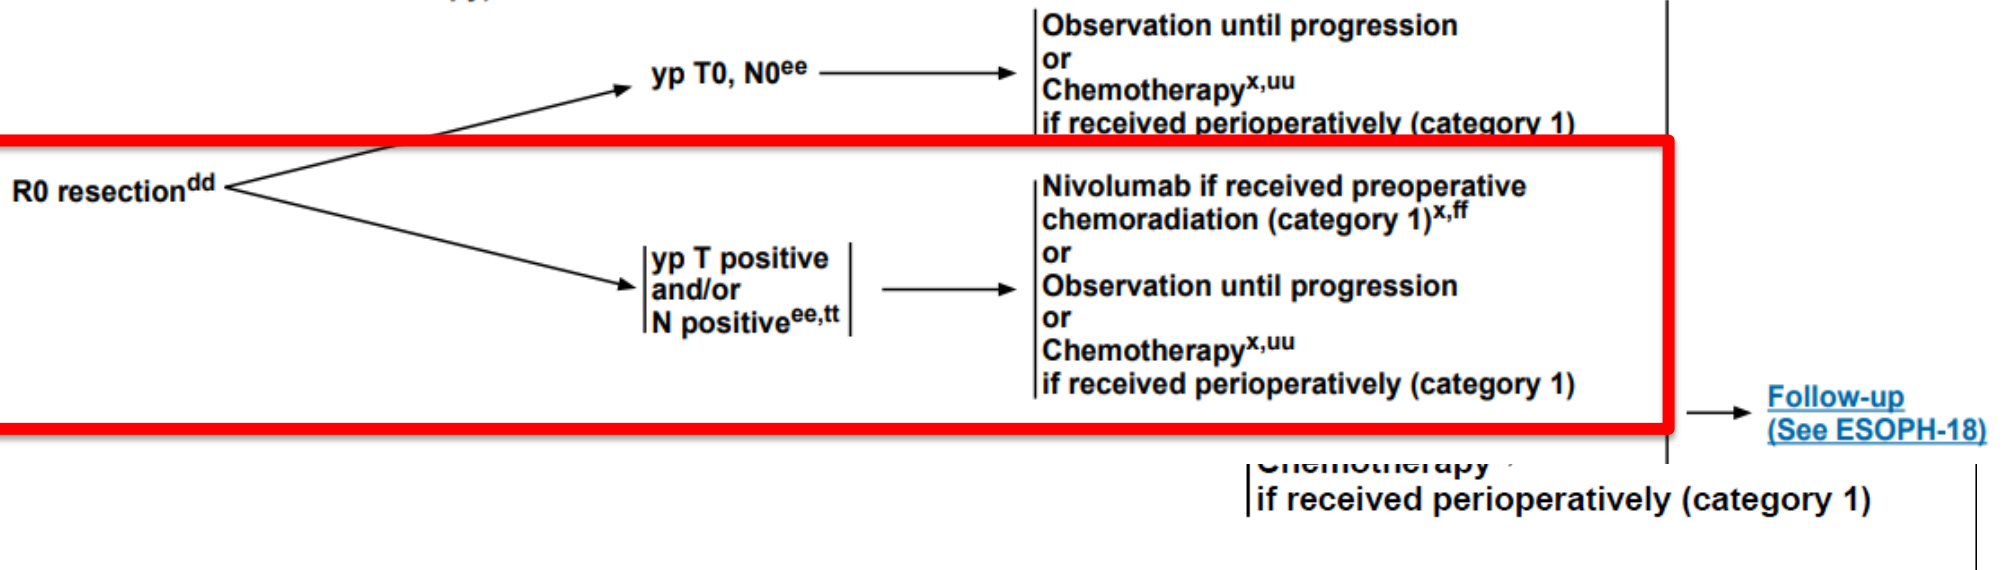 Observation until progression
or
yp T0, N0ee
Chemotherapyx,uu
if received perioperatively (category 1)
R0 resectiondd
Nivolumab if received preoperative
chemoradiation (category 1)x,ff
or
yp T positive
and/or
N positiveee,tt
Observation until progression
or
Chemotherapyx,uu
if received perioperatively (category 1)
Follow-up
(See ESOPH-18)
Chemotherapy
if received perioperatively (category 1)